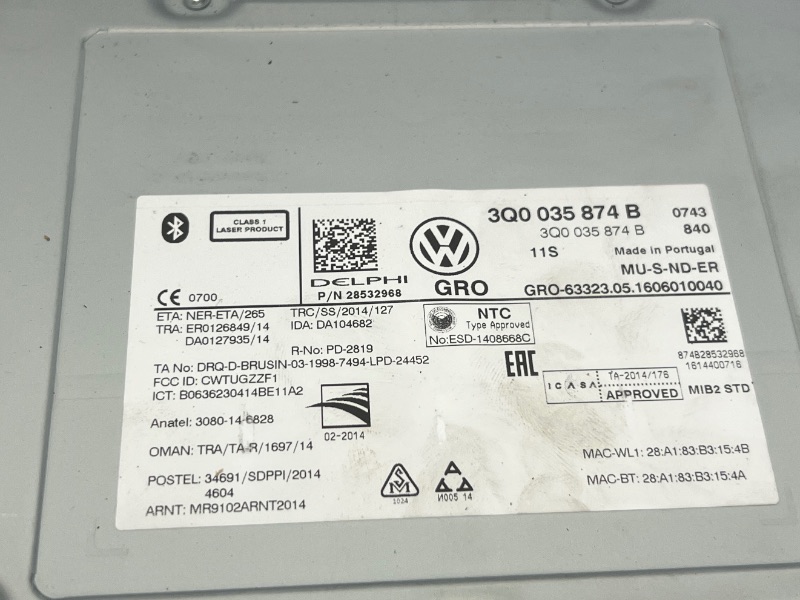 CLASS 1
LASER PRODUCT
DELPHI
P/N 28532968
GRO
3Q0 035 874 B 0743
3Q0 035 874 B 840
11S Made in Portugal
MU-S-ND-ER
GRO-63323.05.1606010040
CE 0700
ETA: NER-ETA/265
TRC/SS/2014/127
TRA: ER0126849/14
IDA: DA104682
DA0127935/14
R-No: PD-2819
NTC
Type Approved
No:ESD-1408668C
TA No: DRQ-D-BRUSIN-03-1998-7494-LPD-24452
FCC ID: CWTUGZZF1
ICT: B0636230414BE11A2
EAC
874B28532968
1614400716
ICASA
TA-2014/176
APPROVED
MIB2 STD
Anatel: 3080-14-6828
02-2014
OMAN: TRA/TA-R/1697/14
MAC-WL1: 28:A1:83:B3:15:4B
POSTEL: 34691/SDPPI/2014
4604
1024
И005 14
MAC-BT: 28:A1:83:B3:15:4A
ARNT: MR9102ARNT2014